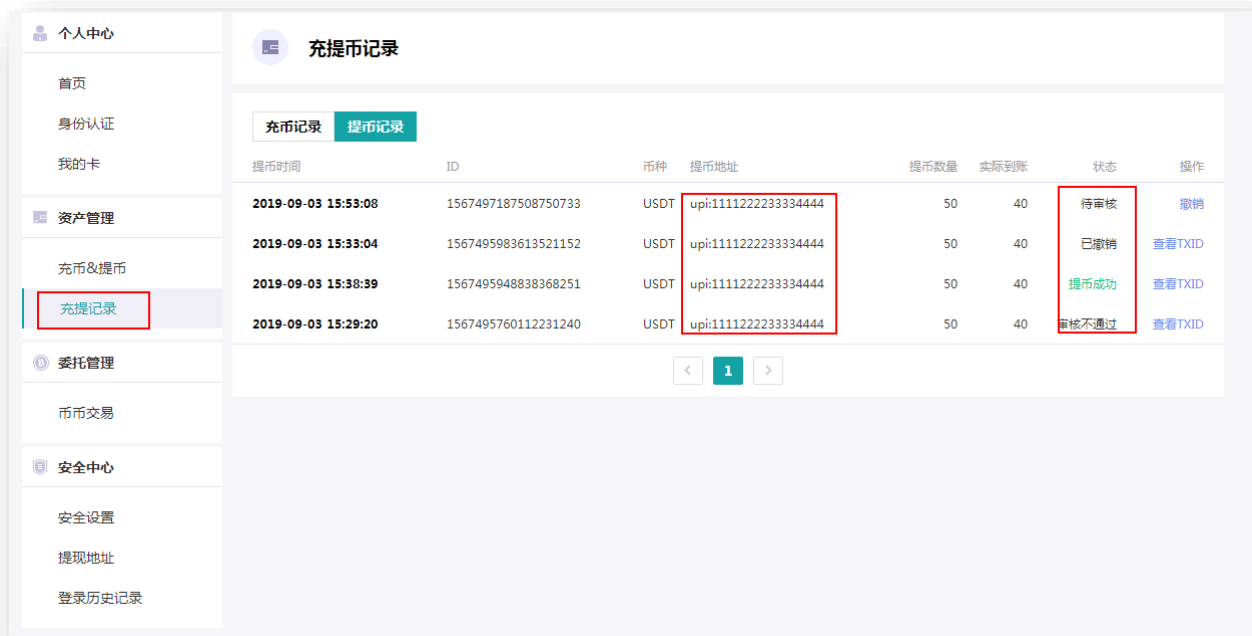 个人中心
首页
身份认证
我的卡
资产管理
充币&提币
充提记录
委托管理
币币交易
安全中心
安全设置
提现地址
登录历史记录
充提币记录
充币记录 提币记录
提币时间 ID 币种 提币地址 提币数量 实际到账 状态 操作
2019-09-03 15:53:08 1567497187508750733 USDT upi:1111222233334444 50 40 待审核 撤销
2019-09-03 15:33:04 1567495983613521152 USDT upi:1111222233334444 50 40 已撤销 查看TXID
2019-09-03 15:38:39 1567495948838368251 USDT upi:1111222233334444 50 40 提币成功 查看TXID
2019-09-03 15:29:20 1567495760112231240 USDT upi:1111222233334444 50 40 审核不通过 查看TXID
< 1 >